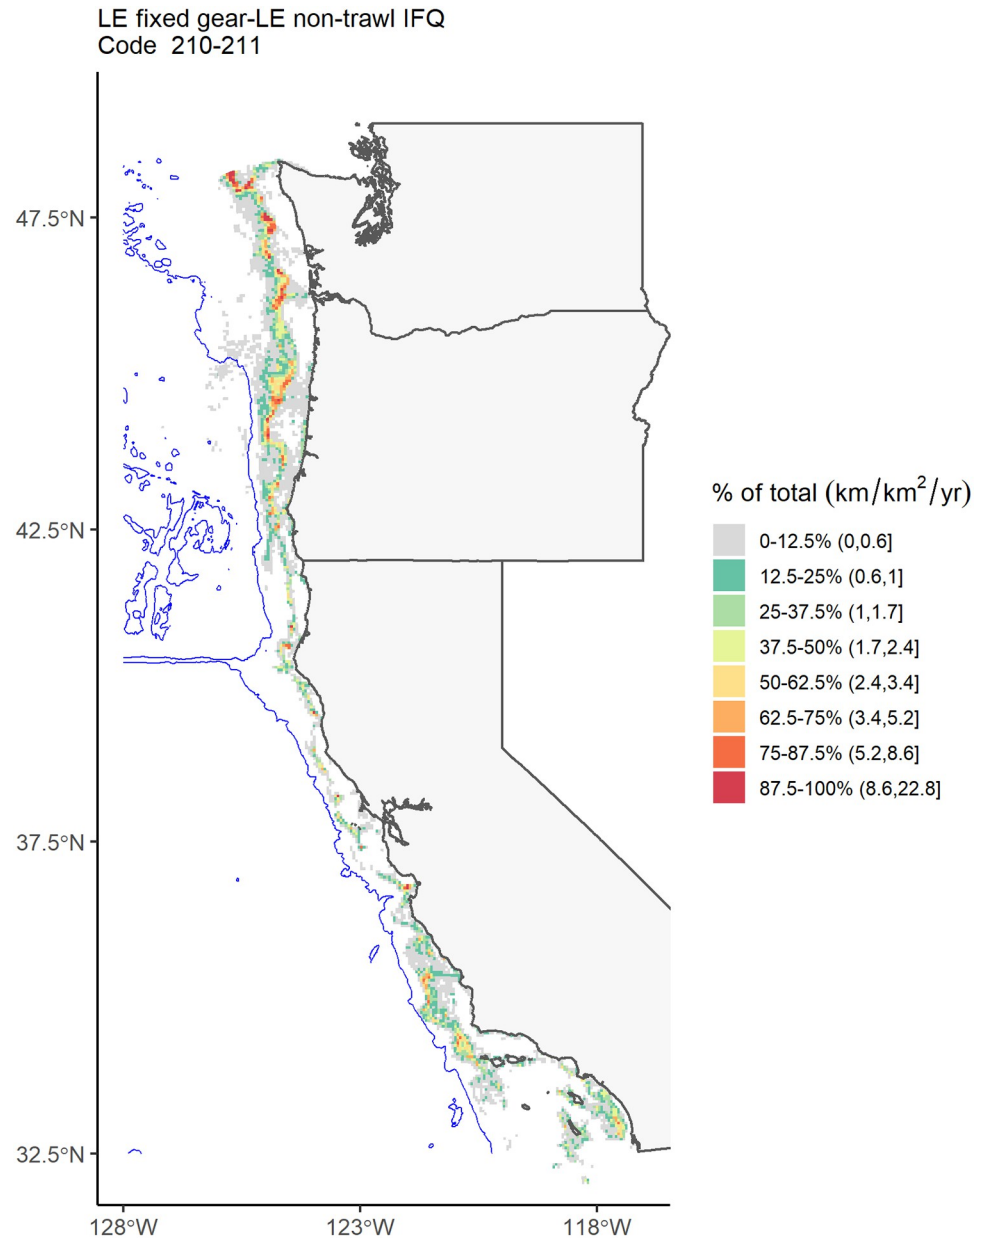 LE fixed gear-LE non-trawl IFQ
Code  210-211
47.5°N
42.5°N
37.5°N
32.5°N
128°W
123°W
118°W
% of total (km/km²/yr)
0-12.5% (0,0.6]
12.5-25% (0.6,1]
25-37.5% (1,1.7]
37.5-50% (1.7,2.4]
50-62.5% (2.4,3.4]
62.5-75% (3.4,5.2]
75-87.5% (5.2,8.6]
87.5-100% (8.6,22.8]